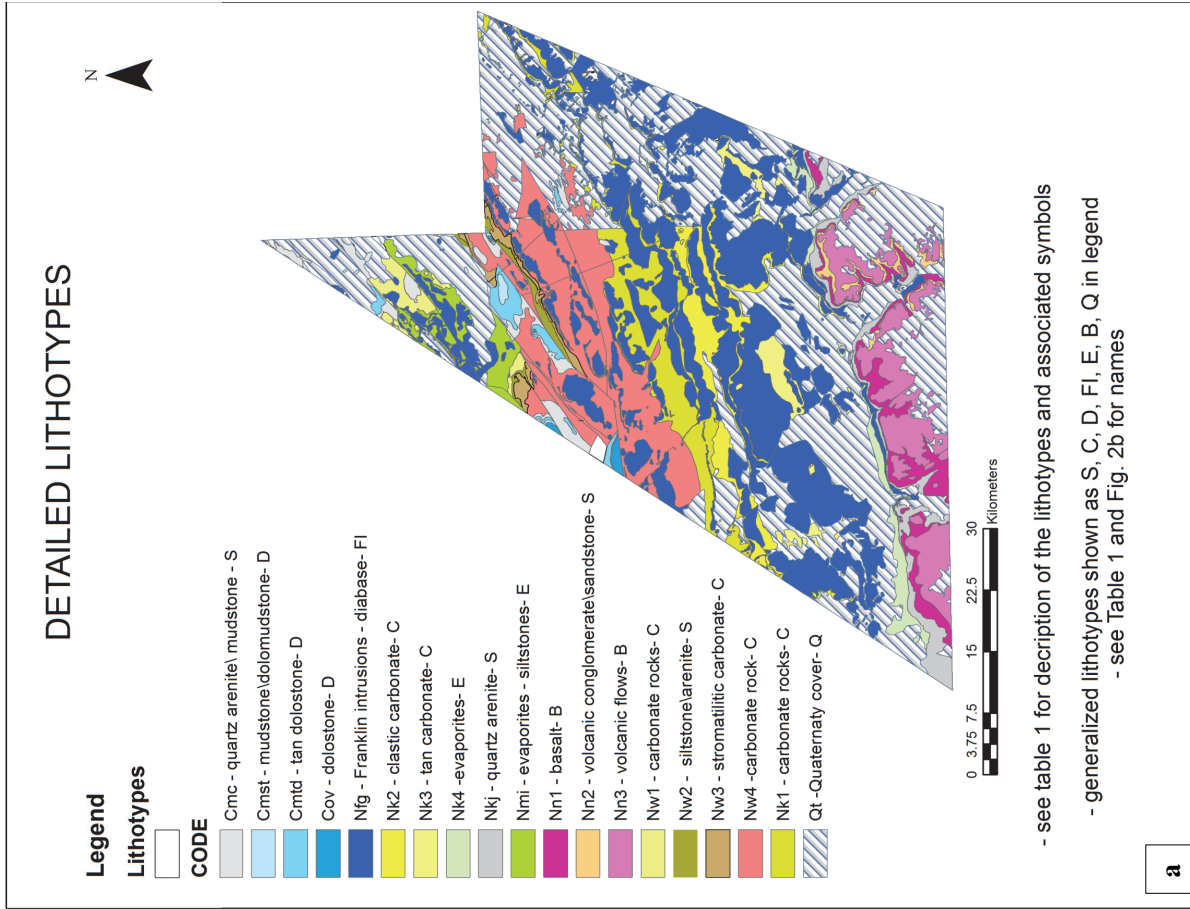 DETAILED LITHOTYPES
N
Legend
Lithotypes
CODE
Cmc - quartz arenite\ mudstone - S
Cmst - mudstone\dolomudstone- D
Cmtd - tan dolostone- D
Cov - dolostone- D
Nfg - Franklin intrusions - diabase- FI
Nk2 - clastic carbonate- C
Nk3 - tan carbonate- C
Nk4 -evaporites- E
Nkj - quartz arenite- S
Nmi - evaporites - siltstones- E
Nn1 - basalt- B
Nn2 - volcanic conglomerate\sandstone- S
Nn3 - volcanic flows- B
Nw1 - carbonate rocks- C
Nw2 - siltstone\arenite- S
Nw3 - stromatilitic carbonate- C
Nw4 -carbonate rock- C
Nk1 - carbonate rocks- C
Qt -Quaternaty cover- Q
0 3.75 7.5 15 22.5 30
Kilometers
- see table 1 for decription of the lithotypes and associated symbols
- generalized lithotypes shown as S, C, D, FI, E, B, Q in legend
- see Table 1 and Fig. 2b for names
a